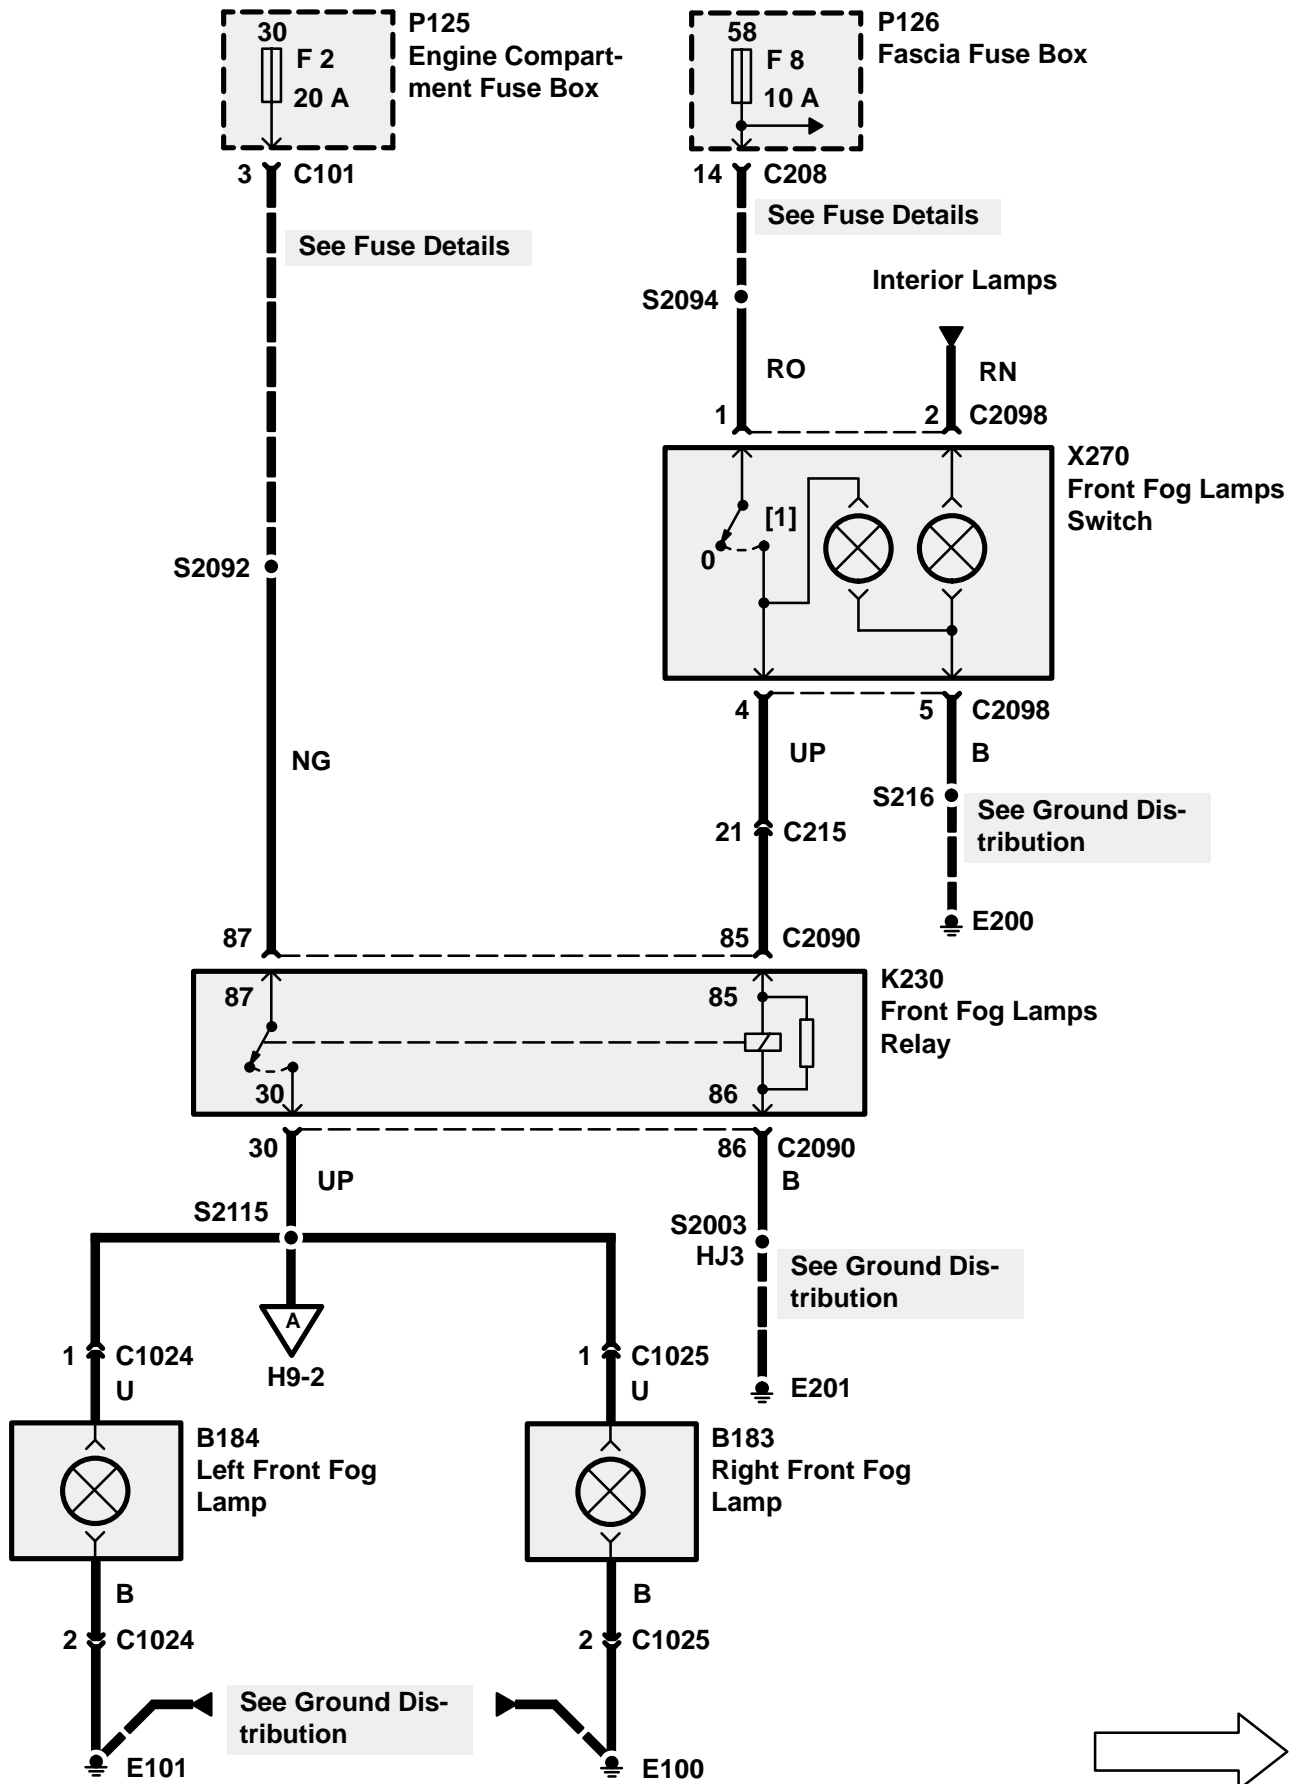 30
F 2
20 A
P125
Engine Compart-
ment Fuse Box
58
F 8
10 A
P126
Fascia Fuse Box
3 C101
14 C208
See Fuse Details
See Fuse Details
Interior Lamps
S2094
RO
RN
1
2 C2098
X270
Front Fog Lamps
Switch
[1]
0
S2092
4
5 C2098
NG
UP
B
S216
See Ground Dis-
tribution
21 C215
E200
87
85 C2090
K230
Front Fog Lamps
Relay
87
85
30
86
30
86 C2090
UP
B
S2115
S2003
HJ3
See Ground Dis-
tribution
A
H9-2
1 C1024
U
1 C1025
U
E201
B184
Left Front Fog
Lamp
B183
Right Front Fog
Lamp
B
B
2 C1024
2 C1025
See Ground Dis-
tribution
E101
E100